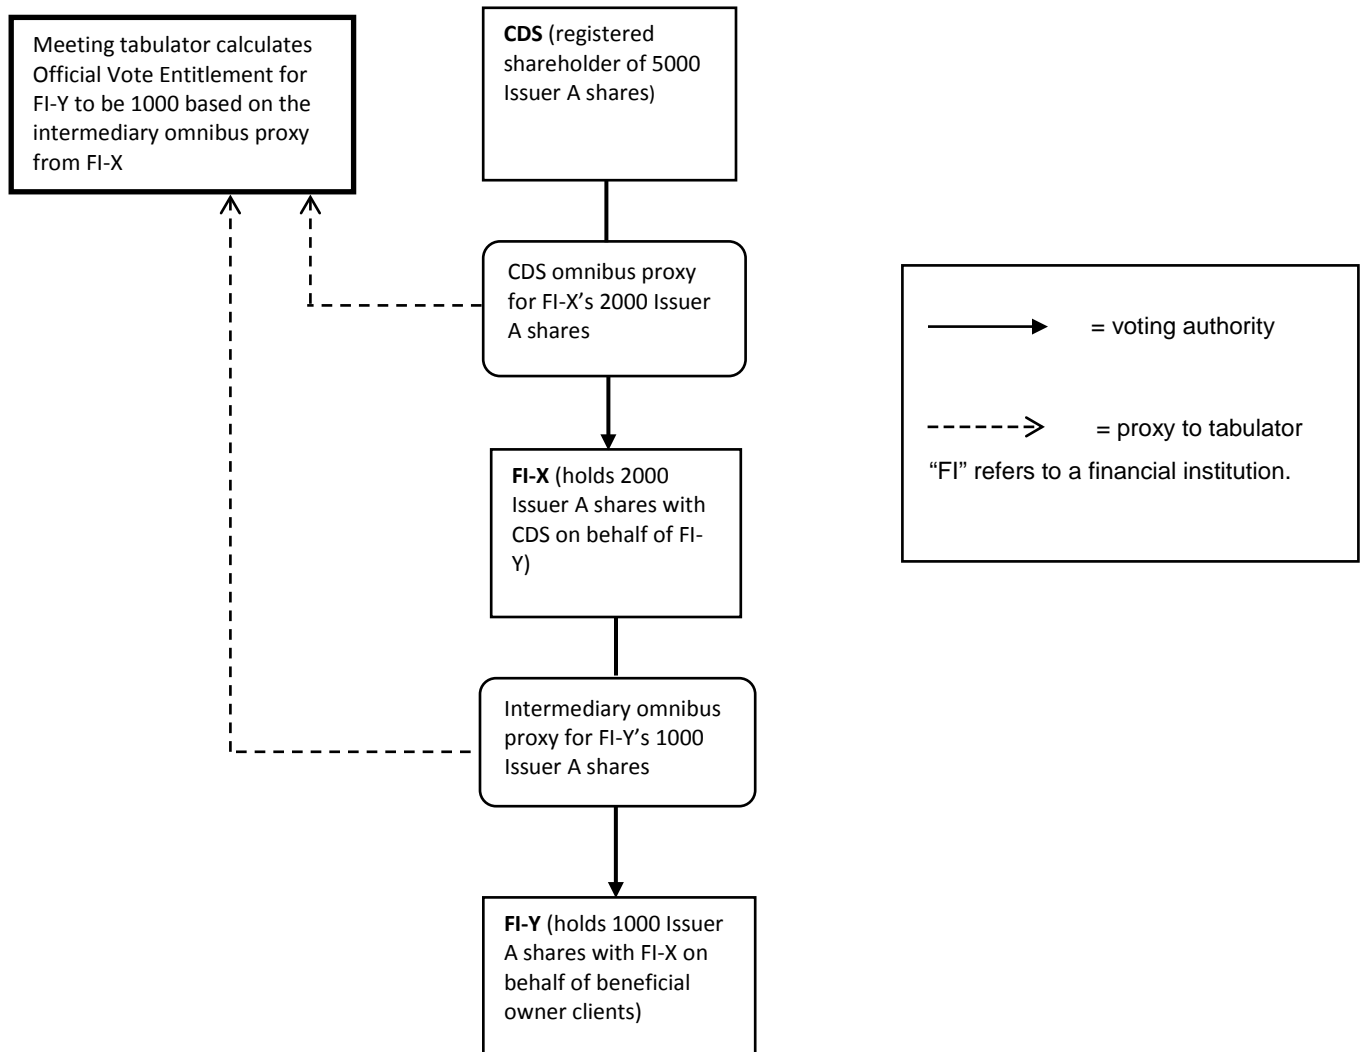 Meeting tabulator calculates
Official Vote Entitlement for
FI-Y to be 1000 based on the
intermediary omnibus proxy
from FI-X
CDS (registered
shareholder of 5000
Issuer A shares)
CDS omnibus proxy
for FI-X’s 2000 Issuer
A shares
= voting authority
= proxy to tabulator
“FI” refers to a financial institution.
FI-X (holds 2000
Issuer A shares with
CDS on behalf of FI-
Y)
Intermediary omnibus
proxy for FI-Y’s 1000
Issuer A shares
FI-Y (holds 1000 Issuer
A shares with FI-X on
behalf of beneficial
owner clients)